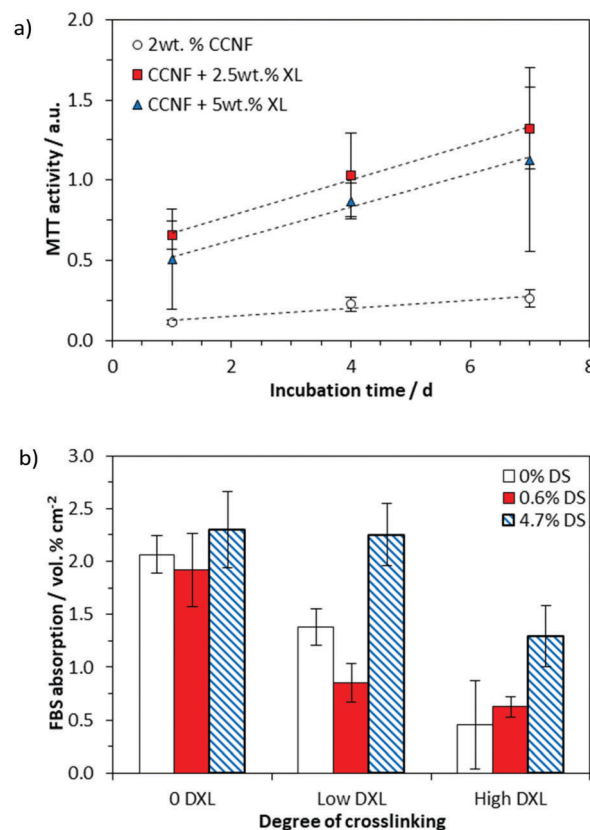 a)
2.0
1.5
1.0
0.5
0.0
MTT activity / a.u.
2wt. % CCNF
CCNF + 2.5wt.% XL
CCNF + 5wt.% XL
0 2 4 6 8
Incubation time / d
b)
3.0
2.5
2.0
1.5
1.0
0.5
0.0
FBS absorption / vol. % cm⁻²
0% DS
0.6% DS
4.7% DS
0 DXL Low DXL High DXL
Degree of crosslinking